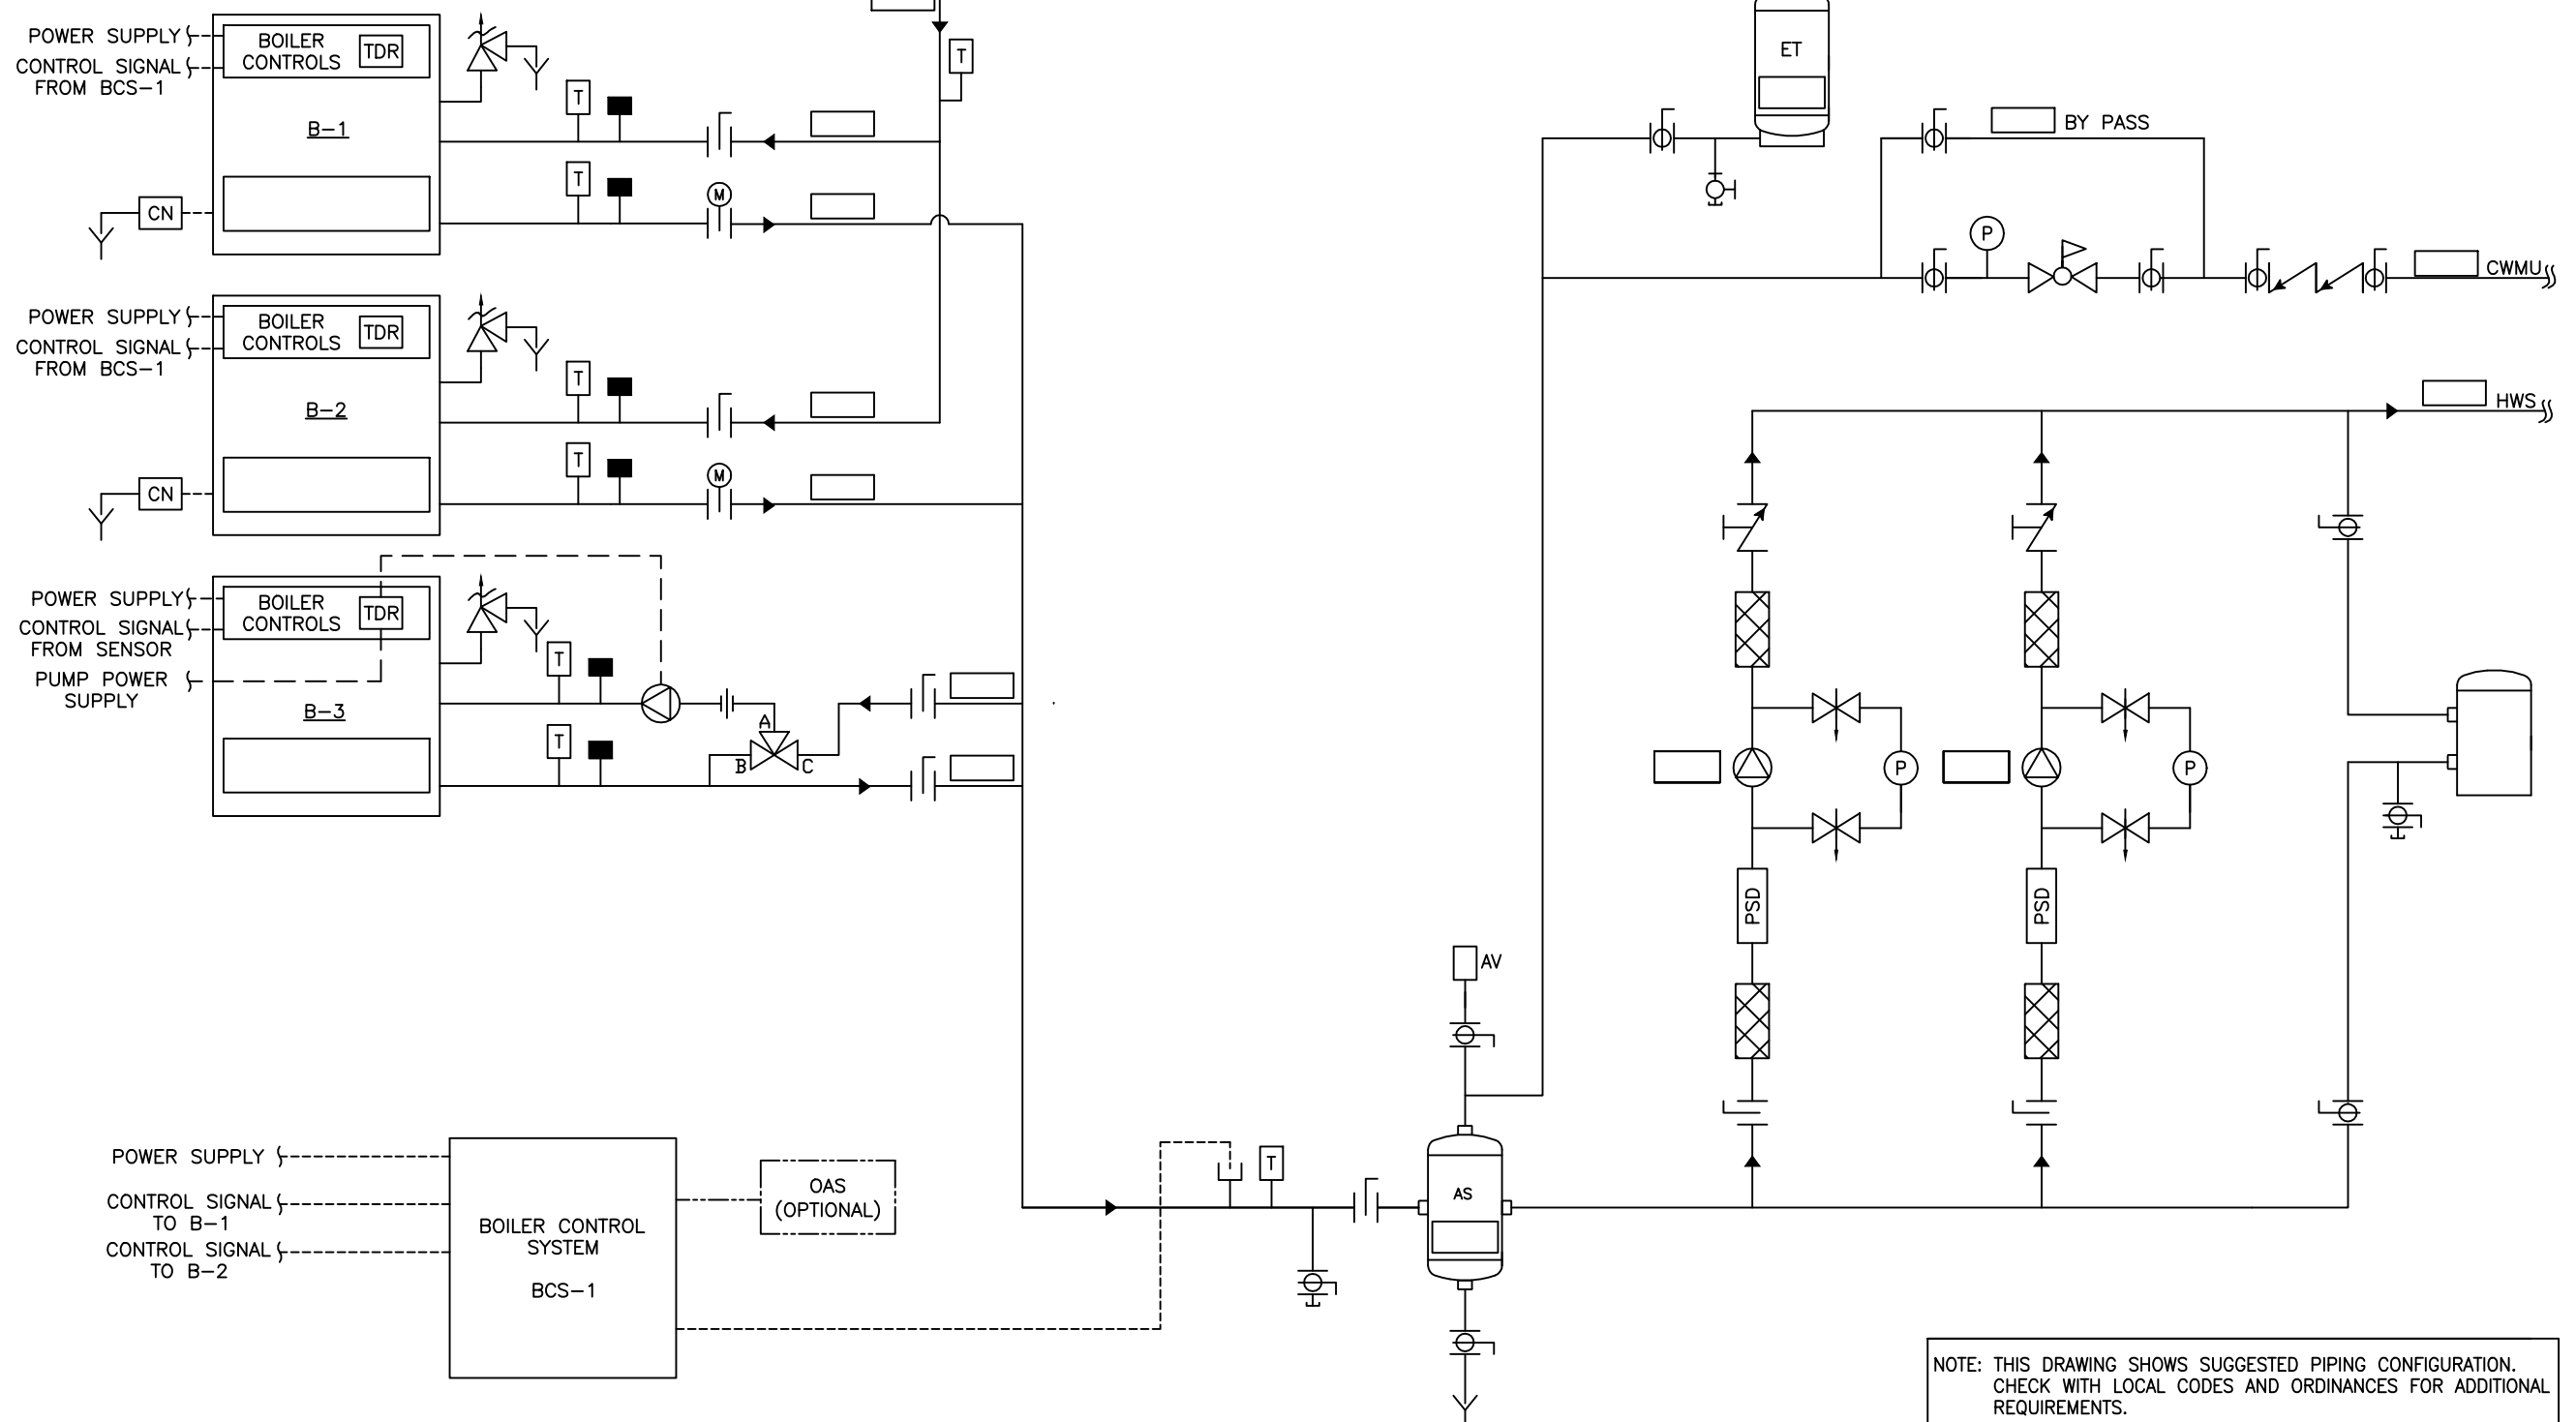 POWER SUPPLY
CONTROL SIGNAL
FROM BCS-1
BOILER
CONTROLS
TDR
B-1
CN
T
T
M
T
POWER SUPPLY
CONTROL SIGNAL
FROM BCS-1
BOILER
CONTROLS
TDR
B-2
CN
T
T
M
POWER SUPPLY
CONTROL SIGNAL
FROM SENSOR
PUMP POWER
SUPPLY
BOILER
CONTROLS
TDR
B-3
T
T
A
B
C
ET
BY PASS
P
CWMU
HWS
P
P
PSD
PSD
AV
AS
T
POWER SUPPLY
CONTROL SIGNAL
TO B-1
CONTROL SIGNAL
TO B-2
BOILER CONTROL
SYSTEM
BCS-1
OAS
(OPTIONAL)
NOTE: THIS DRAWING SHOWS SUGGESTED PIPING CONFIGURATION.
CHECK WITH LOCAL CODES AND ORDINANCES FOR ADDITIONAL
REQUIREMENTS.